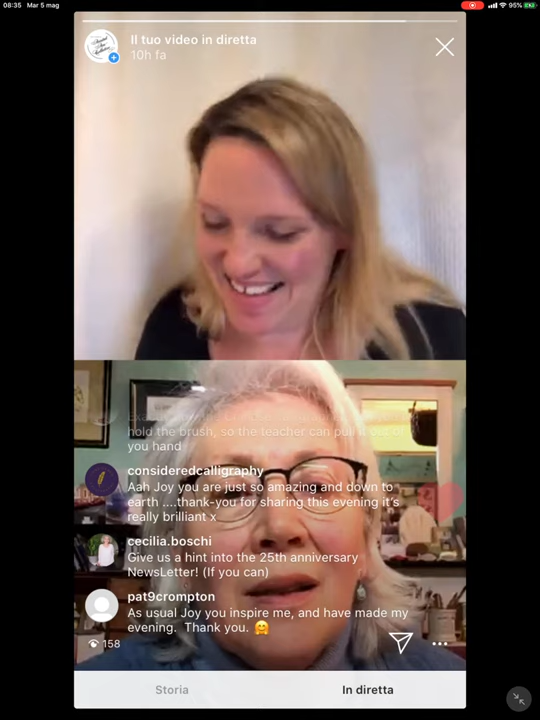 08:35 Mar 5 mag
95%
Il tuo video in diretta
10h fa
hold the brush, so the teacher can pull it out of
you hand
consideredcalligraphy
Aah Joy you are just so amazing and down to
earth ....thank-you for sharing this evening it's
really brilliant x
cecilia.boschi
Give us a hint into the 25th anniversary
NewsLetter! (If you can)
pat9crompton
As usual Joy you inspire me, and have made my
evening. Thank you. 🤗
158
Storia
In diretta